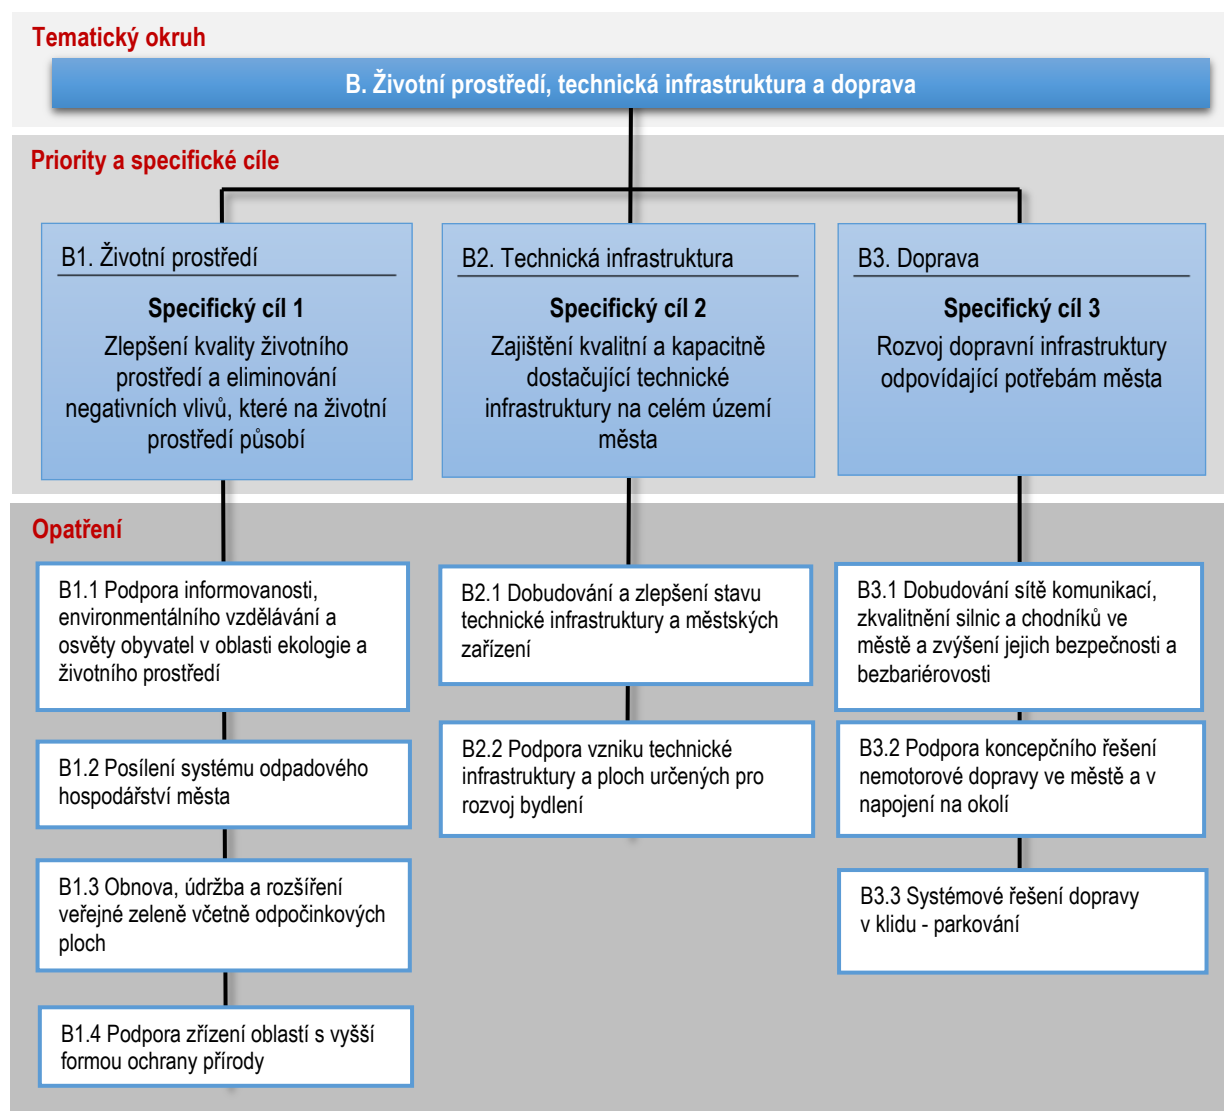 Tematický okruh
B. Životní prostředí, technická infrastruktura a doprava
Priority a specifické cíle
B1. Životní prostředí
Specifický cíl 1
Zlepšení kvality životního
prostředí a eliminování
negativních vlivů, které na životní
prostředí působí
B2. Technická infrastruktura
Specifický cíl 2
Zajištění kvalitní a kapacitně
dostačující technické
infrastruktury na celém území
města
B3. Doprava
Specifický cíl 3
Rozvoj dopravní infrastruktury
odpovídající potřebám města
Opatření
B1.1 Podpora informovanosti,
environmentálního vzdělávání a
osvěty obyvatel v oblasti ekologie a
životního prostředí
B1.2 Posílení systému odpadového
hospodářství města
B1.3 Obnova, údržba a rozšíření
veřejné zeleně včetně odpočinkových
ploch
B1.4 Podpora zřízení oblastí s vyšší
formou ochrany přírody
B2.1 Dobudování a zlepšení stavu
technické infrastruktury a městských
zařízení
B2.2 Podpora vzniku technické
infrastruktury a ploch určených pro
rozvoj bydlení
B3.1 Dobudování sítě komunikací,
zkvalitnění silnic a chodníků ve
městě a zvýšení jejich bezpečnosti a
bezbariérovosti
B3.2 Podpora koncepčního řešení
nemotorové dopravy ve městě a v
napojení na okolí
B3.3 Systémové řešení dopravy
v klidu - parkování